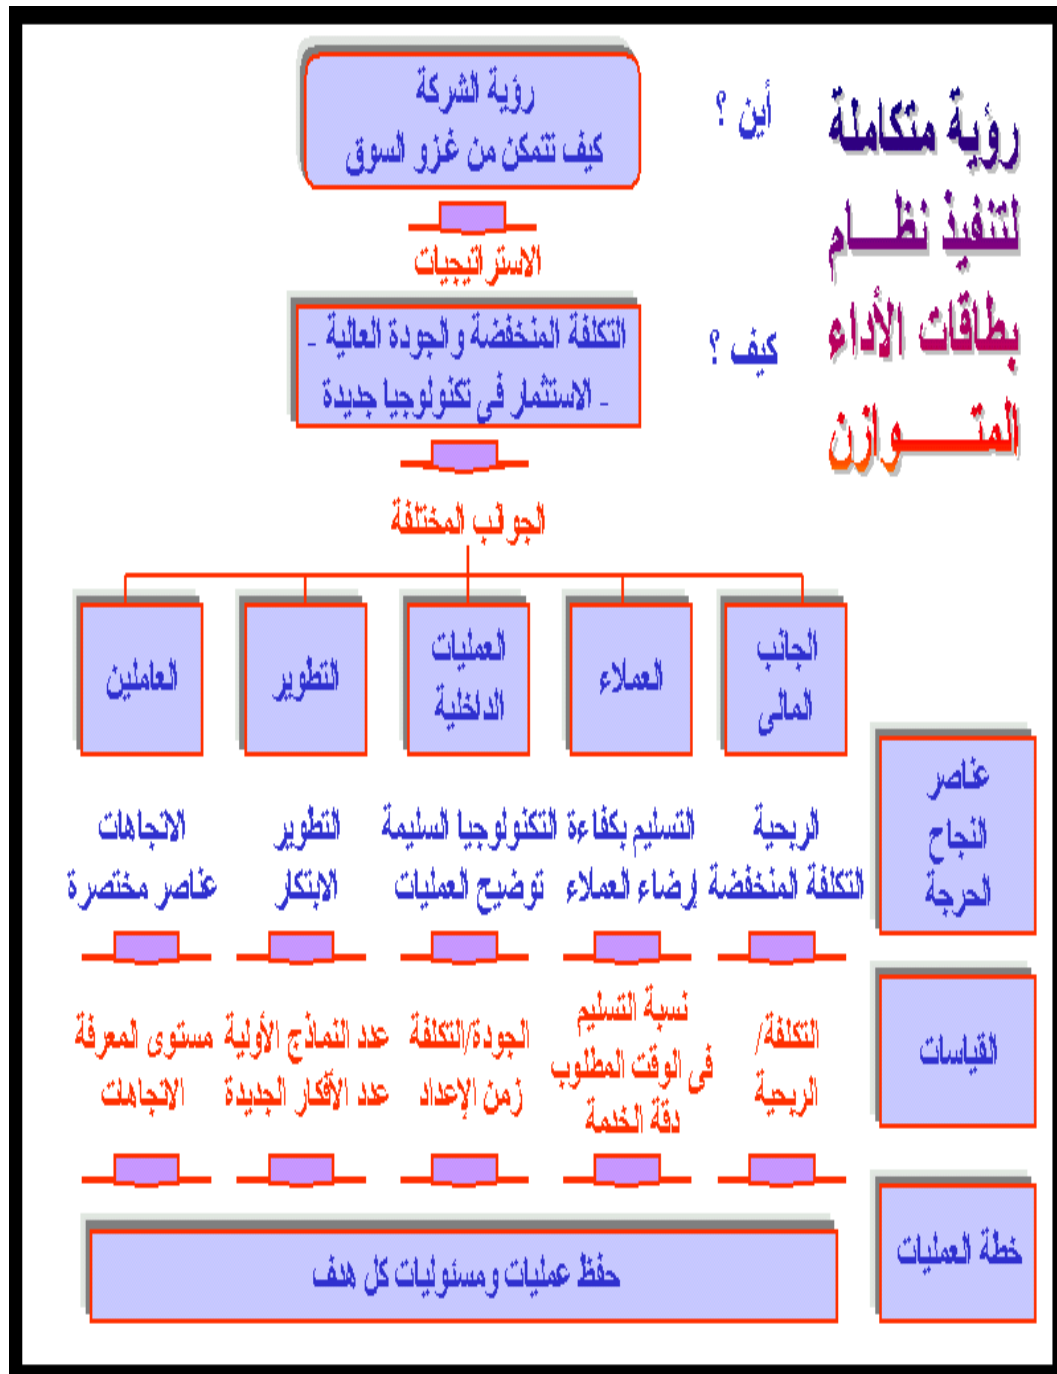 رؤية متكاملة
لتنفيذ نظـــام
بطاقات الأداء
المتـــــوازن
أين ؟
رؤية الشركة
كيف نتمكن من غزو السوق
الاستراتيجيات
كيف ؟
التكلفة المنخفضة والجودة العالية -
- الاستثمار فى تكنولوجيا جديدة
الجوانب المختلفة
الجانب
المالى
العملاء
العمليات
الداخلية
التطوير
العاملين
عناصر
النجاح
الحرجة
الربحية
التكلفة المنخفضة
التسليم بكفاءة
إرضاء العملاء
التكنولوجيا السليمة
توضيح العمليات
التطوير
الابتكار
الاتجاهات
عناصر مختصرة
القياسات
التكلفة/
الربحية
نسبة التسليم
فى الوقت المطلوب
دقة الخدمة
الجودة/التكلفة
زمن الإعداد
عدد النماذج الأولية
عدد الأفكار الجديدة
مستوى المعرفة
الاتجاهات
خطة العمليات
حفظ عمليات ومسئوليات كل هدف